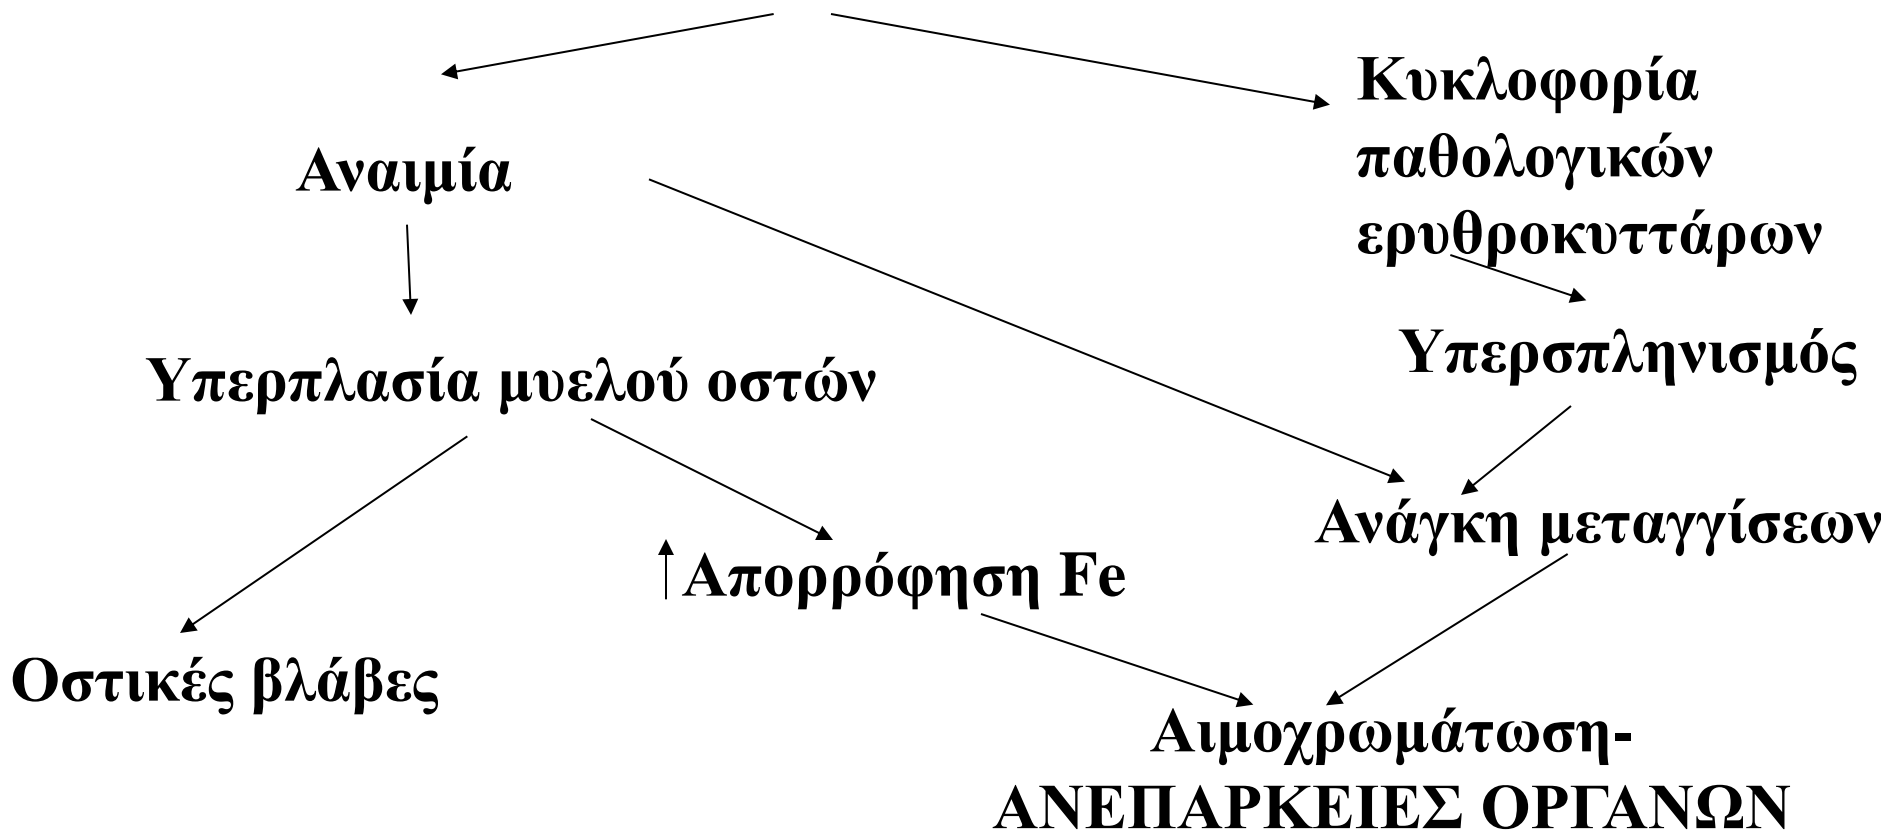 Κυκλοφορία
παθολογικών
ερυθροκυττάρων
Αναιμία
Υπερσπληνισμός
Υπερπλασία μυελού οστών
Ανάγκη μεταγγίσεων
Απορρόφηση Fe
Οστικές βλάβες
Αιμοχρωμάτωση-
ΑΝΕΠΑΡΚΕΙΕΣ ΟΡΓΑΝΩΝ